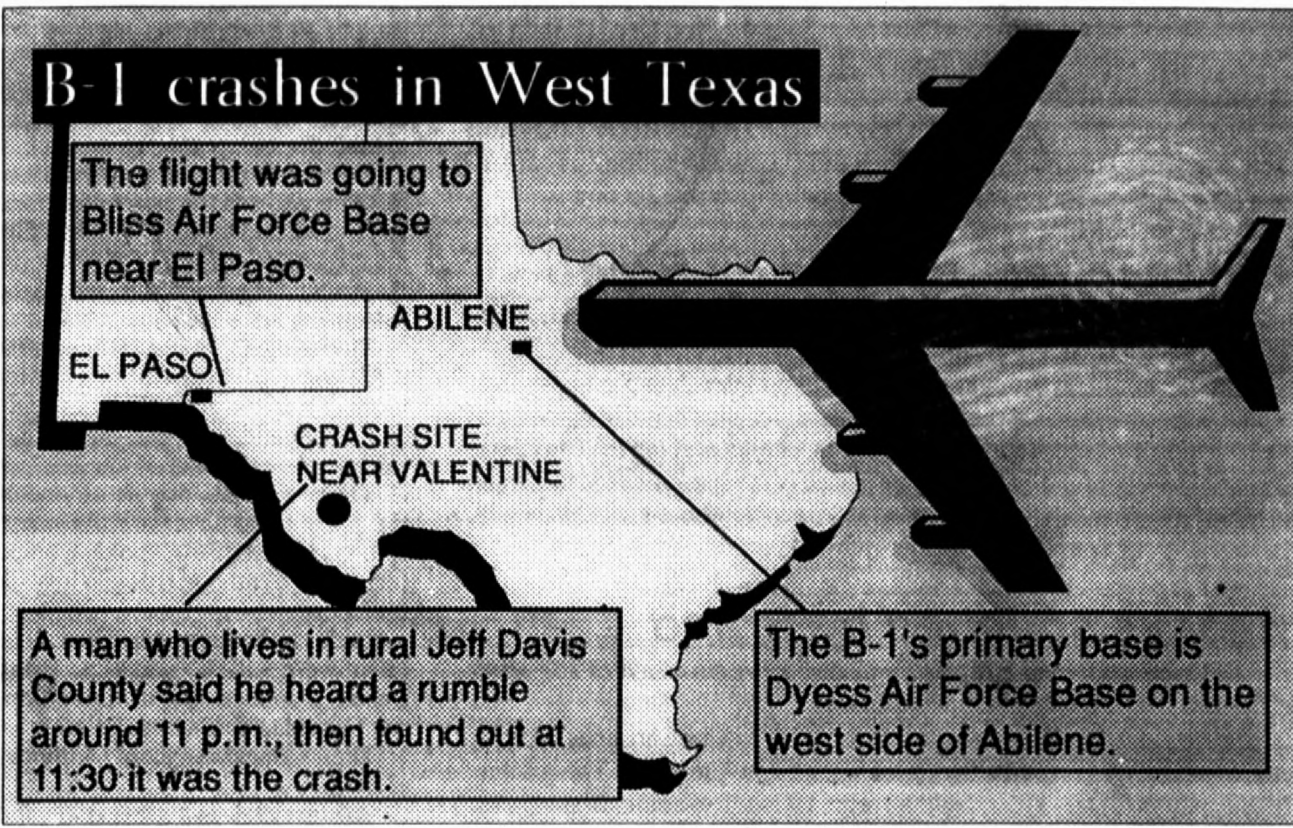 B-1 crashes in West Texas
The flight was going to
Bliss Air Force Base
near El Paso.
ABILENE
EL PASO
CRASH SITE
NEAR VALENTINE
A man who lives in rural Jeff Davis
County said he heard a rumble
around 11 p.m., then found out at
11:30 it was the crash.
The B-1's primary base is
Dyess Air Force Base on the
west side of Abilene.